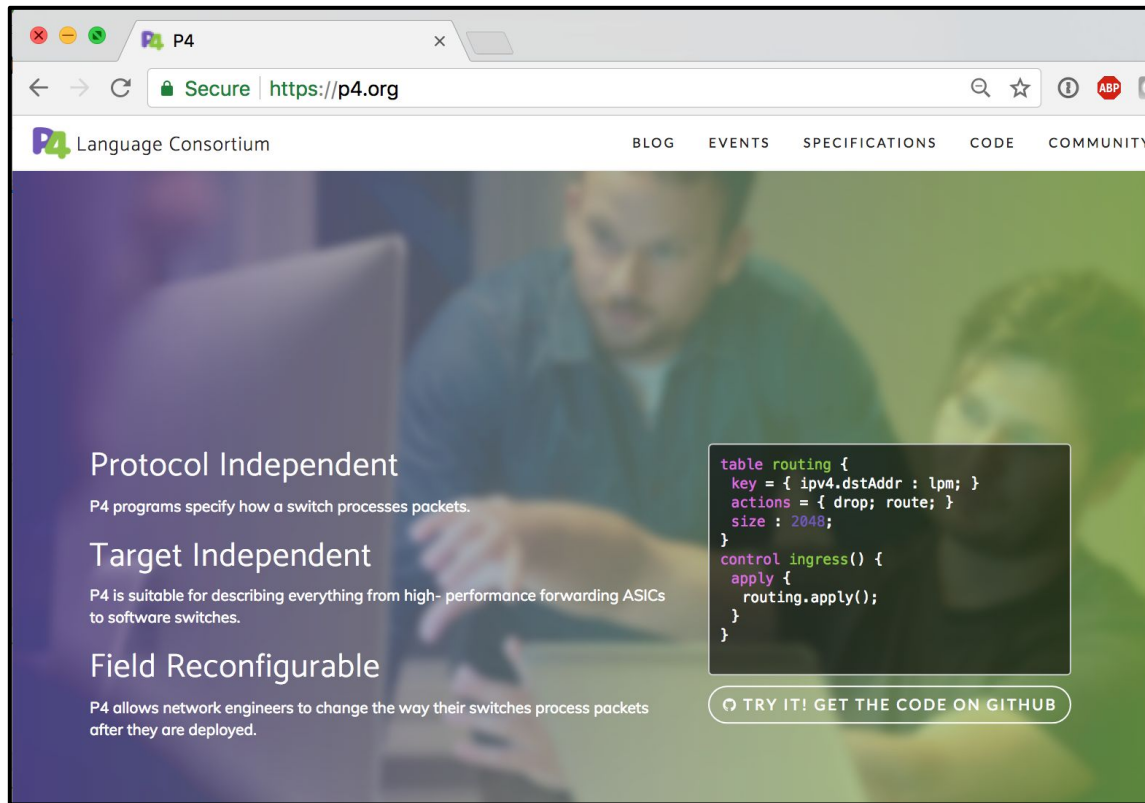 P4 P4
Secure https://p4.org
ABP
P4 Language Consortium
BLOG EVENTS SPECIFICATIONS CODE COMMUNITY
Protocol Independent
P4 programs specify how a switch processes packets.
Target Independent
P4 is suitable for describing everything from high- performance forwarding ASICs
to software switches.
Field Reconfigurable
P4 allows network engineers to change the way their switches process packets
after they are deployed.
table routing {
key = { ipv4.dstAddr : lpm; }
actions = { drop; route; }
size : 2048;
}
control ingress() {
apply {
routing.apply();
}
}
TRY IT! GET THE CODE ON GITHUB